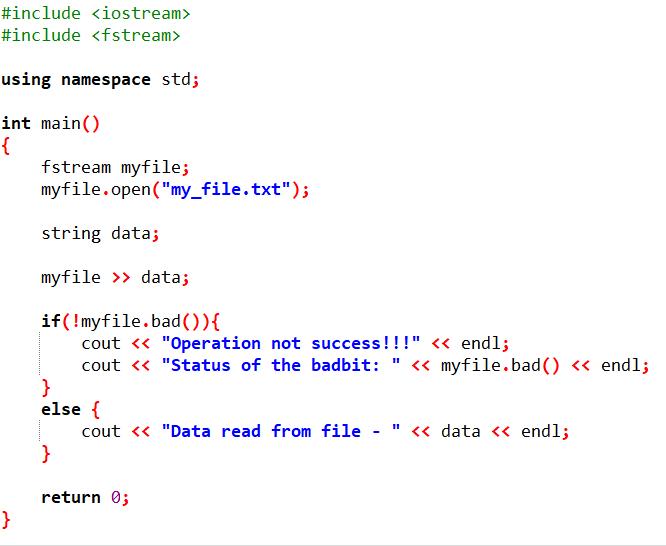 #include <iostream>
#include <fstream>
using namespace std;
int main()
{
fstream myfile;
myfile.open("my_file.txt");
string data;
myfile >> data;
if(!myfile.bad()){
cout << "Operation not success!!!" << endl;
cout << "Status of the badbit: " << myfile.bad() << endl;
}
else {
cout << "Data read from file - " << data << endl;
}
return 0;
}